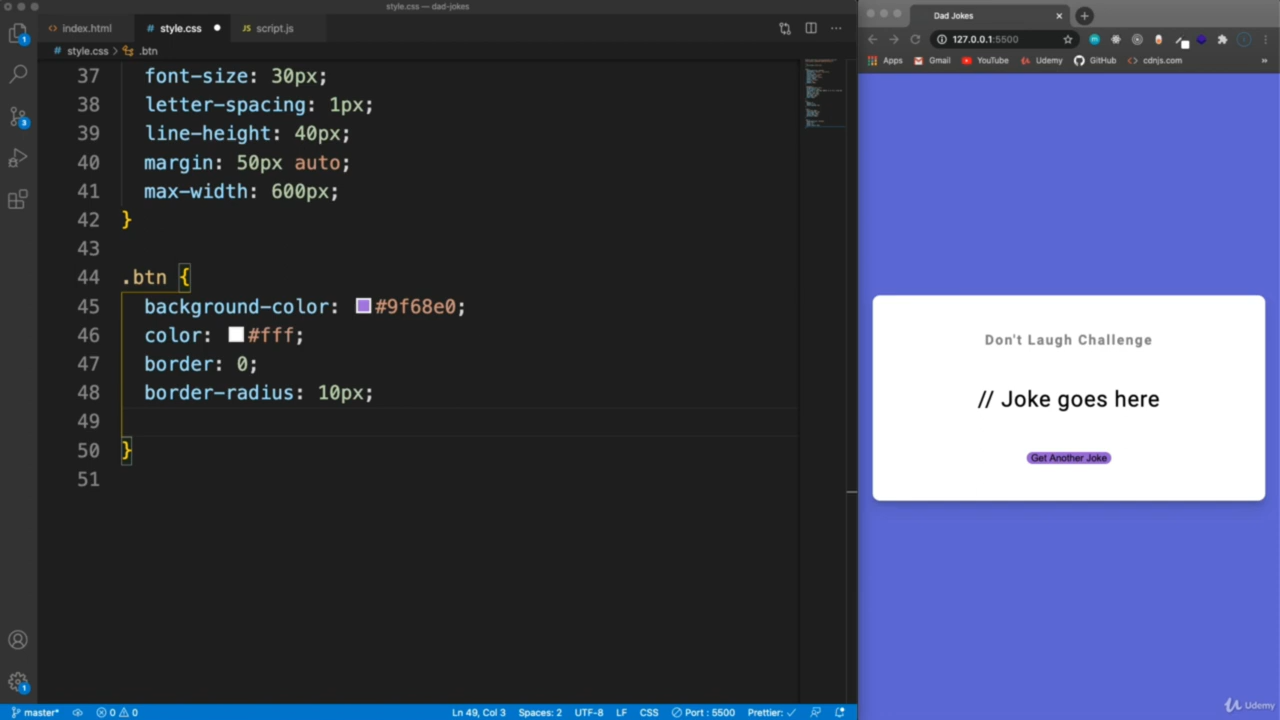 style.css — dad-jokes
index.html
style.css
script.js
style.css > .btn
37 font-size: 30px;
38 letter-spacing: 1px;
39 line-height: 40px;
40 margin: 50px auto;
41 max-width: 600px;
42 }
43
44 .btn {
45 background-color: #9f68e0;
46 color: #fff;
47 border: 0;
48 border-radius: 10px;
49
50 }
51
1
3
1
master*
0 0
Ln 49, Col 3
Spaces: 2
UTF-8
LF
CSS
Port : 5500
Prettier: ✓
Dad Jokes
127.0.0.1:5500
Apps
Gmail
YouTube
Udemy
GitHub
cdnjs.com
»
Don't Laugh Challenge
// Joke goes here
Get Another Joke
Udemy